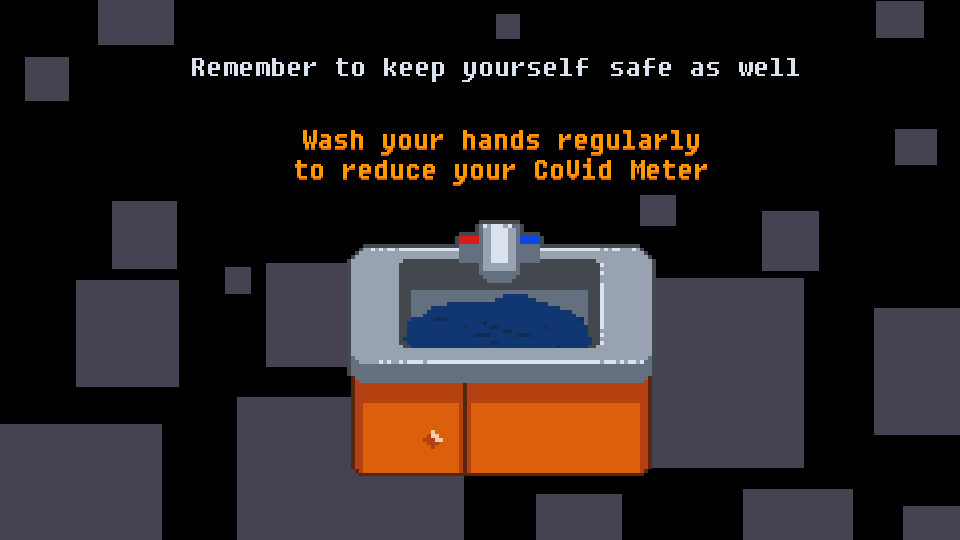 Remember to keep yourself safe as well
Wash your hands regularly
to reduce your CoVid Meter